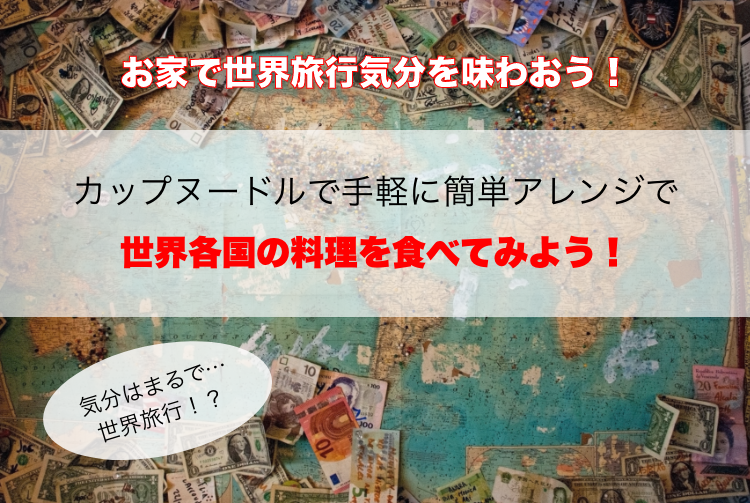 お家で世界旅行気分を味わおう！
カップヌードルで手軽に簡単アレンジで
世界各国の料理を食べてみよう！
気分はまるで…
世界旅行！？